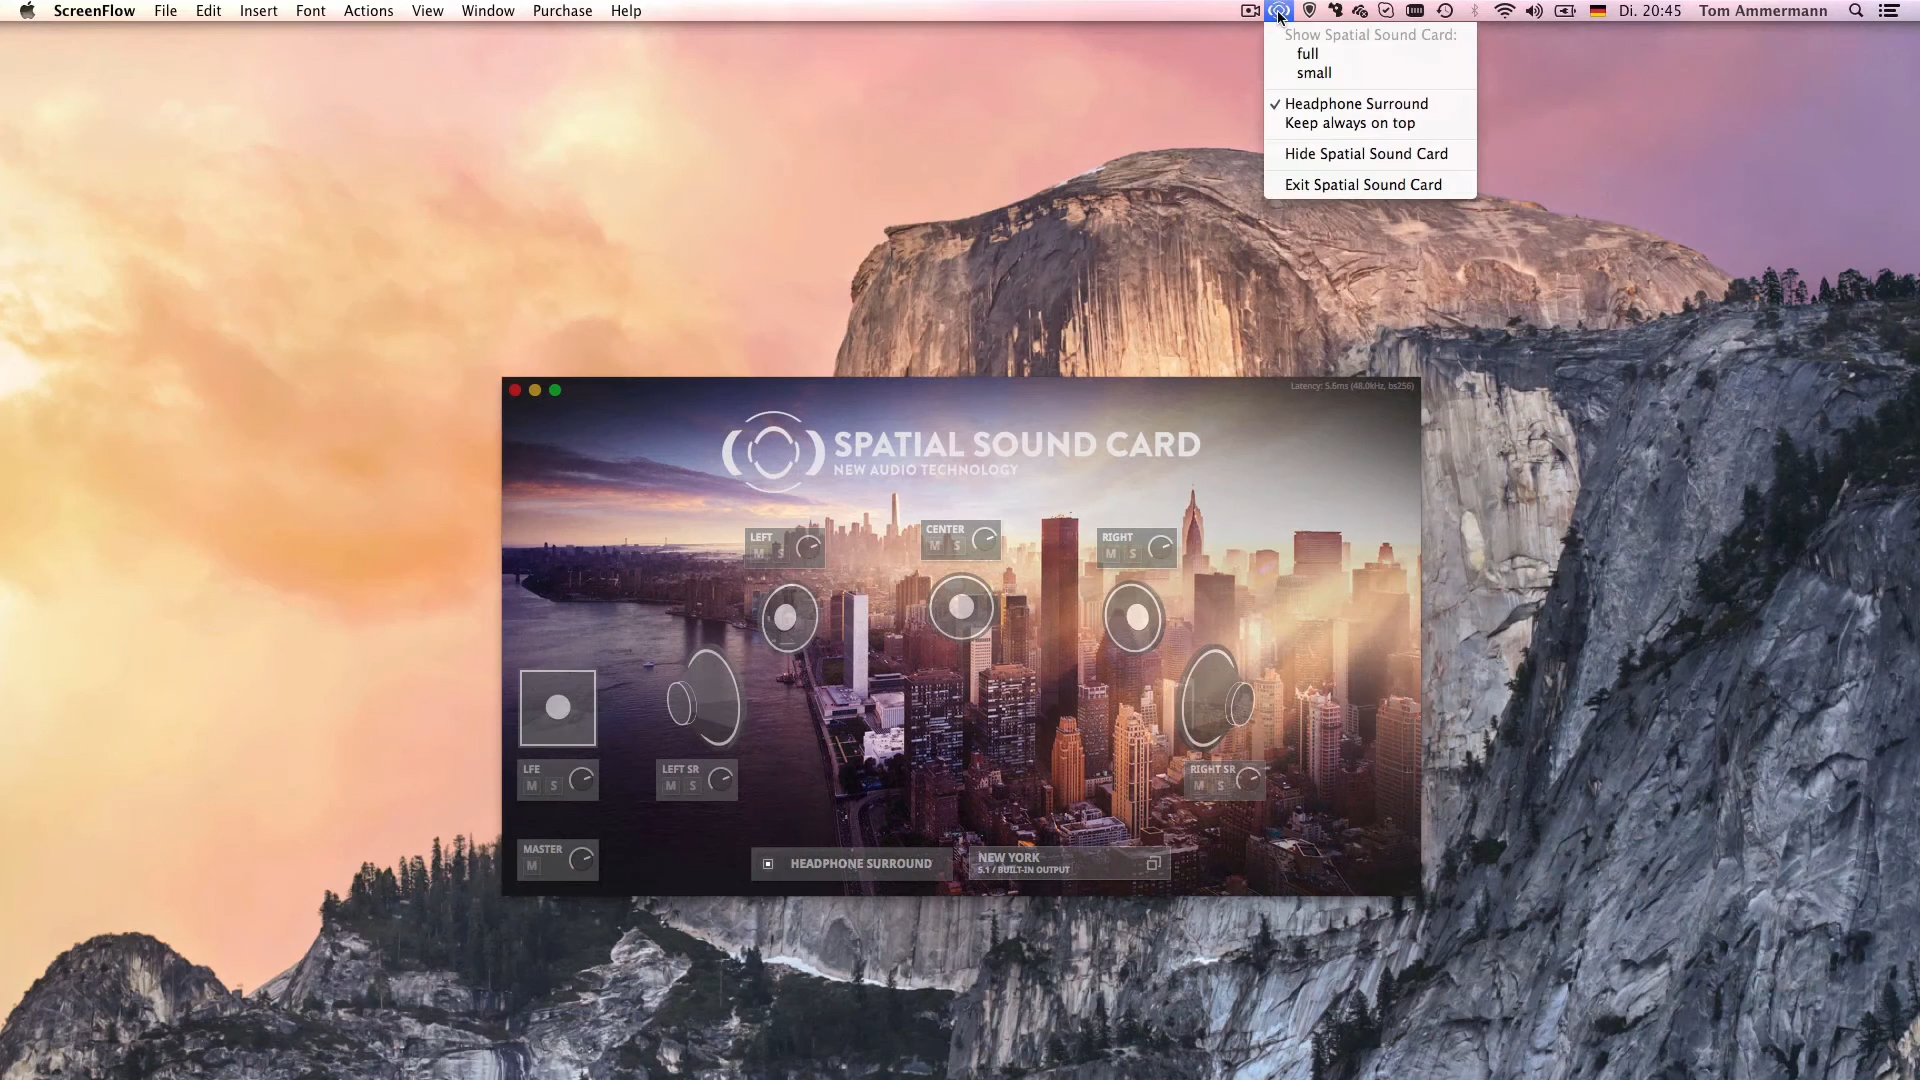 ScreenFlow File Edit Insert Font Actions View Window Purchase Help Di. 20:45 Tom Ammermann
Show Spatial Sound Card:
full
small
✓ Headphone Surround
Keep always on top
Hide Spatial Sound Card
Exit Spatial Sound Card
Latency: 5.6ms (48.0kHz, bs256)
SPATIAL SOUND CARD
NEW AUDIO TECHNOLOGY
LEFT
M S
CENTER
M S
RIGHT
M S
LFE
M S
LEFT SR
M S
RIGHT SR
M S
MASTER
M
HEADPHONE SURROUND
NEW YORK
5.1 / BUILT-IN OUTPUT